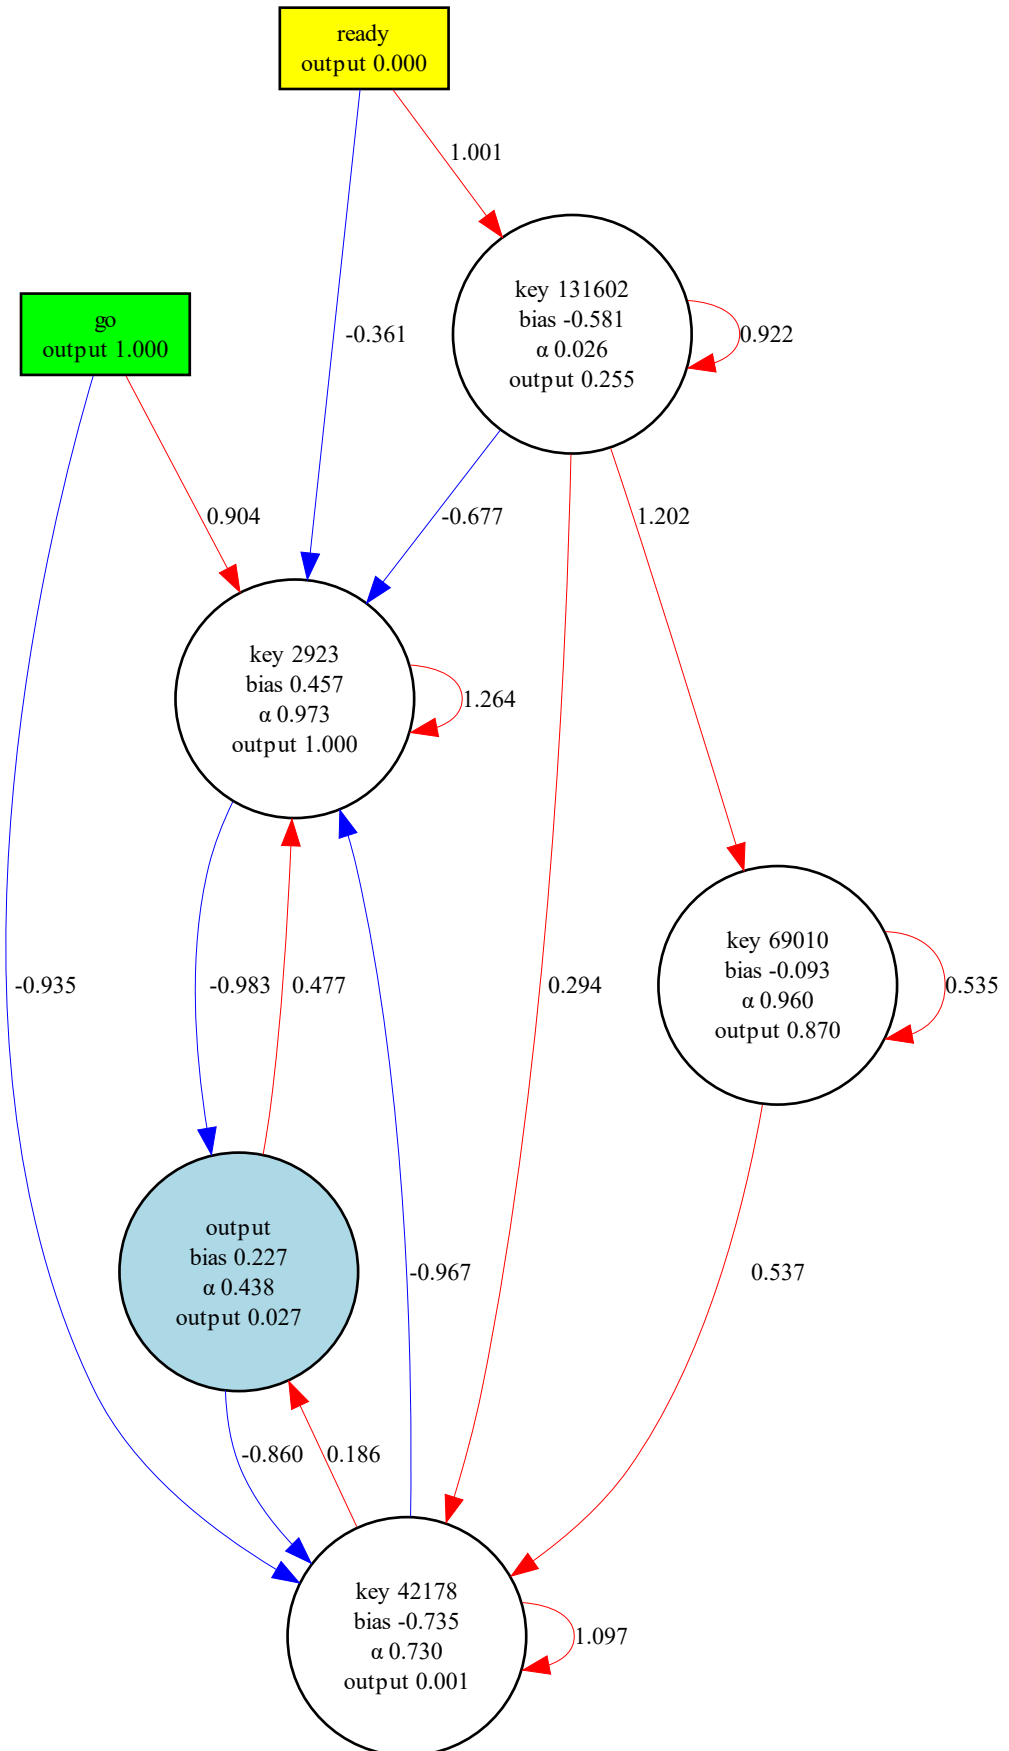 ready
output 0.000
1.001
key 131602
bias -0.581
α 0.026
output 0.255
0.922
go
output 1.000
-0.361
0.904
-0.677
1.202
key 2923
bias 0.457
α 0.973
output 1.000
1.264
key 69010
bias -0.093
α 0.960
output 0.870
0.535
-0.935
-0.983
0.477
0.294
output
bias 0.227
α 0.438
output 0.027
-0.967
0.537
-0.860
0.186
key 42178
bias -0.735
α 0.730
output 0.001
1.097